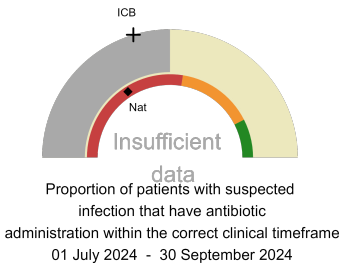 ICB
Nat
Insufficient
data
Proportion of patients with suspected
infection that have antibiotic
administration within the correct clinical timeframe
01 July 2024 - 30 September 2024